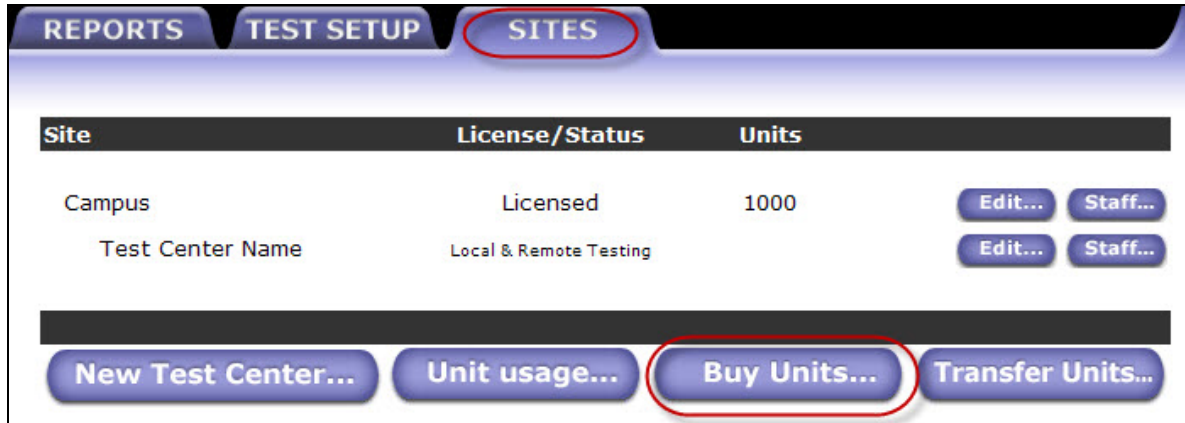 REPORTS TEST SETUP SITES
Site License/Status Units
Campus Licensed 1000 Edit... Staff...
Test Center Name Local & Remote Testing Edit... Staff...
New Test Center... Unit usage... Buy Units... Transfer Units...